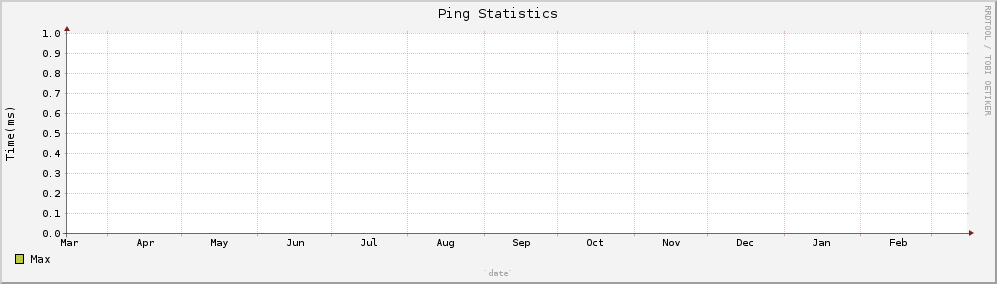 Ping Statistics
RRDTOOL / TOBI OETIKER
Time(ms)
1.0
0.9
0.8
0.7
0.6
0.5
0.4
0.3
0.2
0.1
0.0
Mar Apr May Jun Jul Aug Sep Oct Nov Dec Jan Feb
Max
`date`